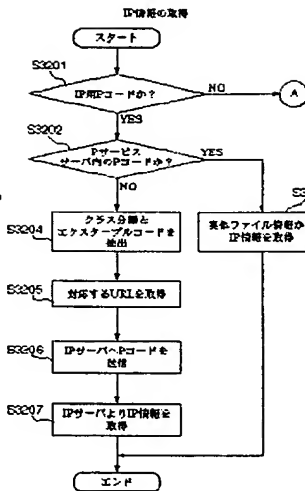 IP情報の取得
スタート
S3201
IP用Pコードか?
NO
A
YES
S3202
Pサービス
サーバ内のPコードか?
YES
NO
S3204
クラス分離と
エクスターブルコードを
抽出
S3
実体ファイル情報か
IP情報を取得
S3205
対応するURLを取得
S3206
IPサーバへPコードを
送信
S3207
IPサーバよりIP情報を
取得
エンド